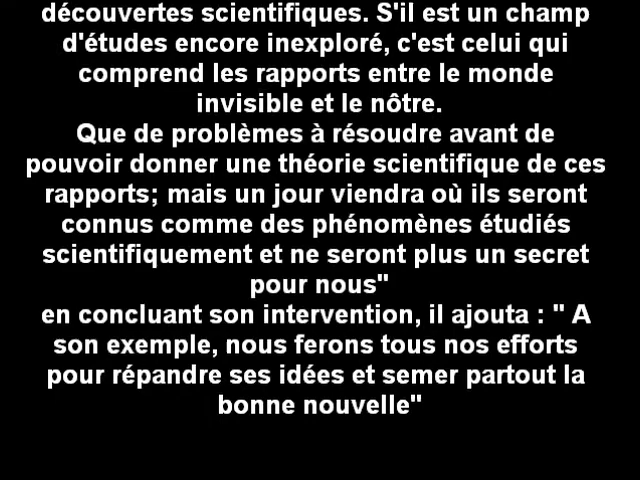 découvertes scientifiques. S'il est un champ
d'études encore inexploré, c'est celui qui
comprend les rapports entre le monde
invisible et le nôtre.
Que de problèmes à résoudre avant de
pouvoir donner une théorie scientifique de ces
rapports; mais un jour viendra où ils seront
connus comme des phénomènes étudiés
scientifiquement et ne seront plus un secret
pour nous"
en concluant son intervention, il ajouta : " A
son exemple, nous ferons tous nos efforts
pour répandre ses idées et semer partout la
bonne nouvelle"